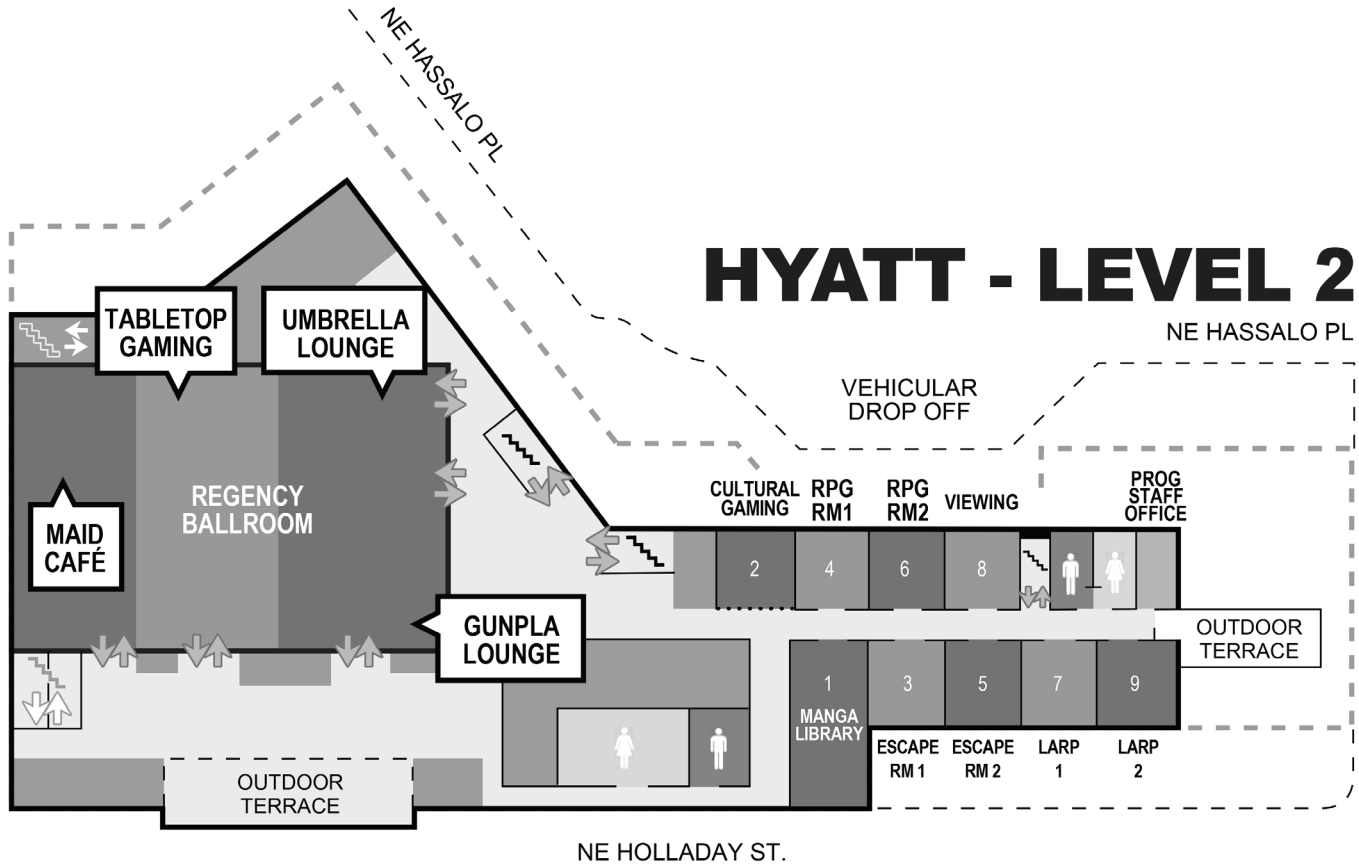 NE HASSALO PL
HYATT - LEVEL 2
NE HASSALO PL
TABLETOP
GAMING
UMBRELLA
LOUNGE
VEHICULAR
DROP OFF
REGENCY
BALLROOM
MAID
CAFÉ
GUNPLA
LOUNGE
CULTURAL
GAMING
RPG
RM1
RPG
RM2
VIEWING
PROG
STAFF
OFFICE
2
4
6
8
OUTDOOR
TERRACE
1
MANGA
LIBRARY
3
5
7
9
ESCAPE
RM 1
ESCAPE
RM 2
LARP
1
LARP
2
OUTDOOR
TERRACE
NE HOLLADAY ST.